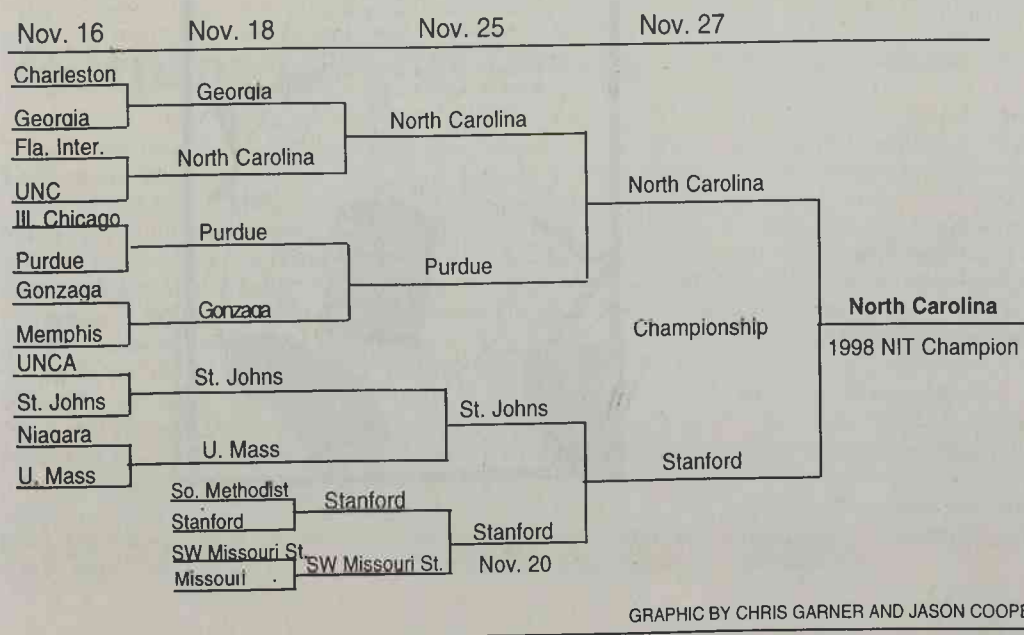 Nov. 16 Nov. 18 Nov. 25 Nov. 27
Charleston
Georgia
Fla. Inter.
UNC
Ill. Chicago
Purdue
Gonzaga
Memphis
UNCA
St. Johns
Niagara
U. Mass
Georgia
North Carolina
Purdue
Gonzaga
St. Johns
U. Mass
So. Methodist
Stanford
SW Missouri St.
Missouri
Stanford
SW Missouri St.
North Carolina
Purdue
St. Johns
Stanford
Nov. 20
North Carolina
Championship
Stanford
North Carolina
1998 NIT Champion
GRAPHIC BY CHRIS GARNER AND JASON COOPE